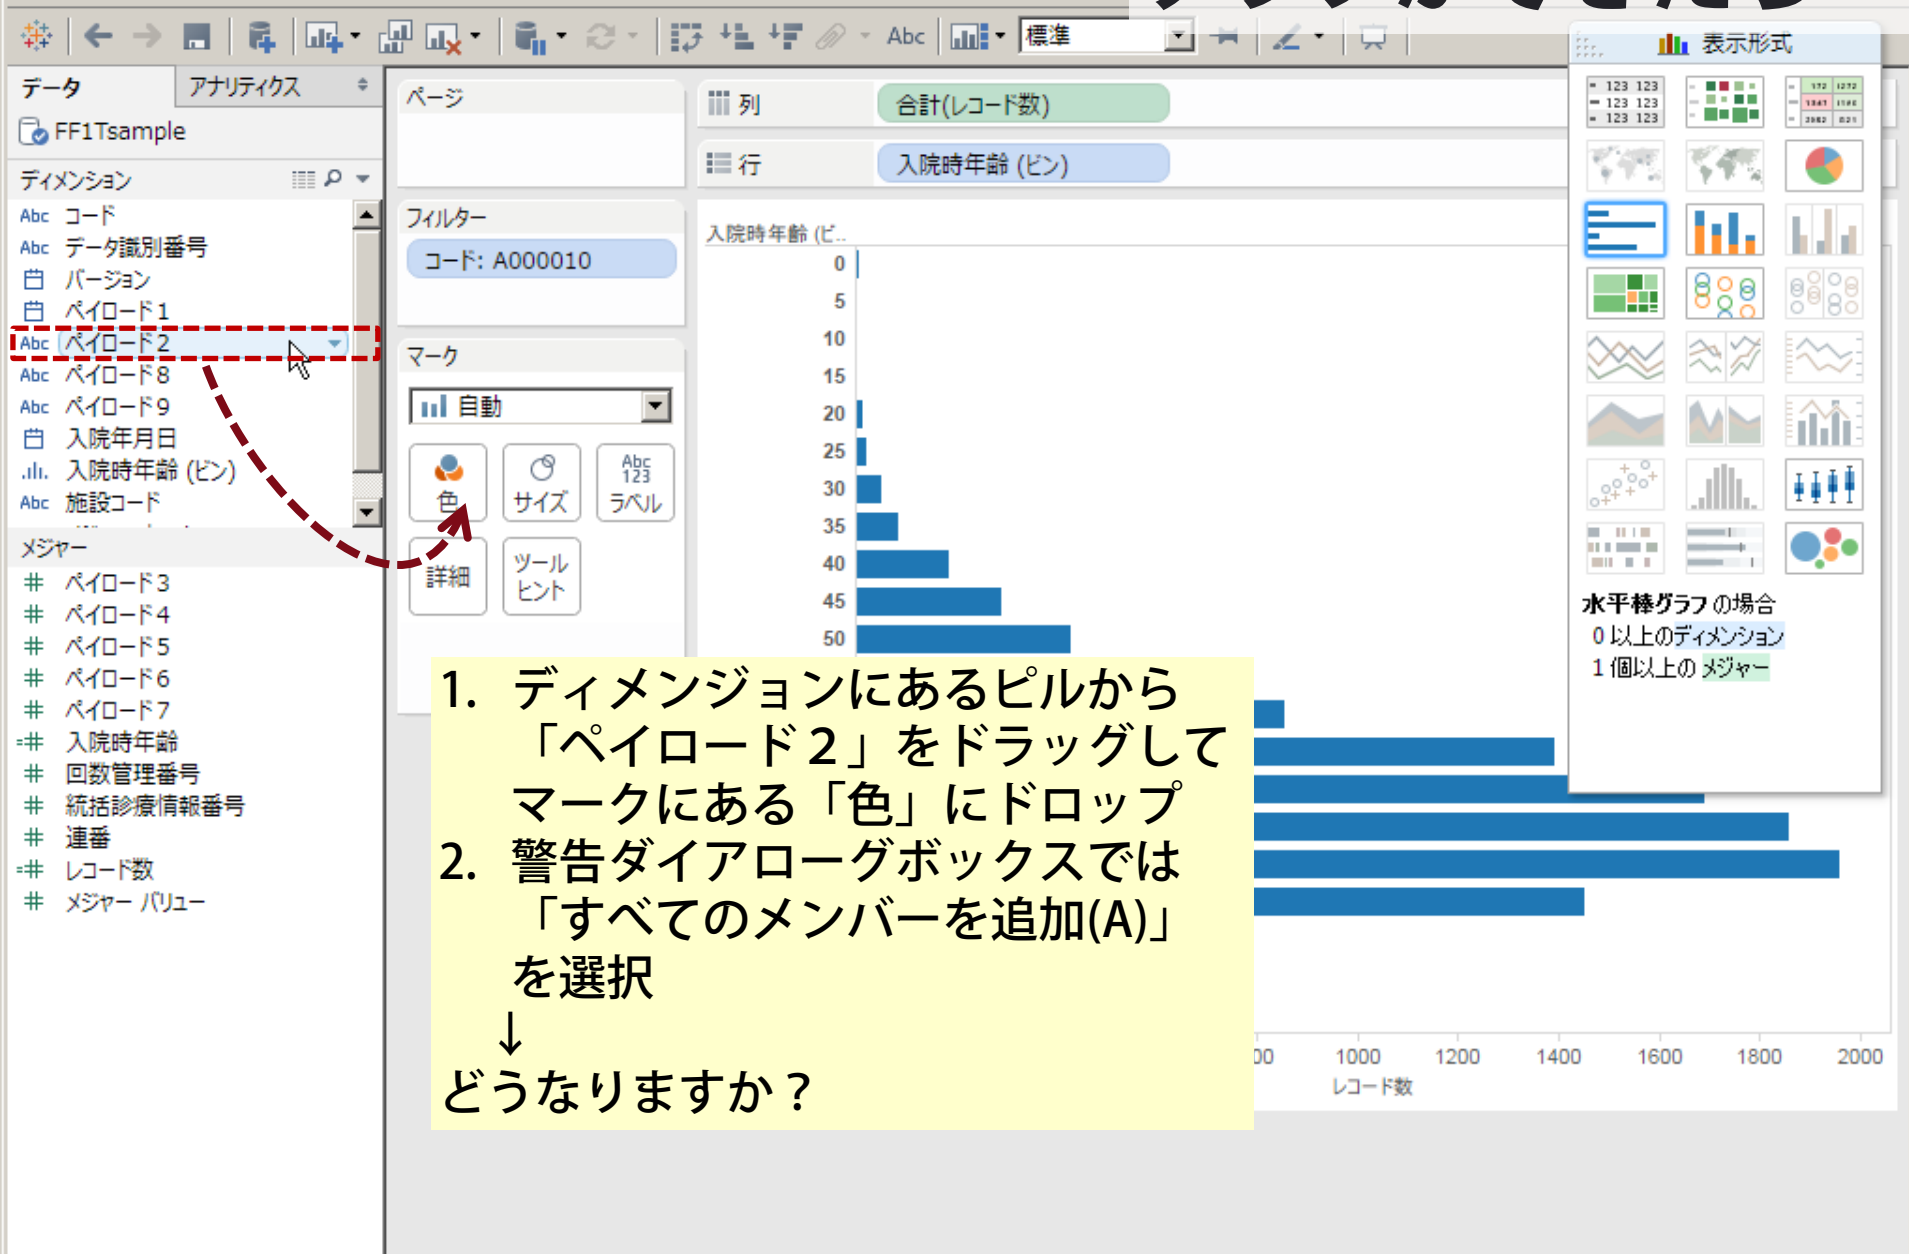 Abc
標準
表示形式
データ
アナリティクス
FF1Tsample
ディメンション
Abc コード
Abc データ識別番号
バージョン
ペイロード1
Abc ペイロード2
Abc ペイロード8
Abc ペイロード9
入院年月日
入院時年齢 (ビン)
Abc 施設コード
メジャー
# ペイロード3
# ペイロード4
# ペイロード5
# ペイロード6
# ペイロード7
=# 入院時年齢
# 回数管理番号
# 統括診療情報番号
# 連番
=# レコード数
# メジャー バリュー
ページ
フィルター
コード: A000010
マーク
自動
色
サイズ
Abc
123
ラベル
詳細
ツール
ヒント
列
合計(レコード数)
行
入院時年齢 (ビン)
入院時年齢 (ビ..
0
5
10
15
20
25
30
35
40
45
50
1. ディメンジョンにあるピルから
「ペイロード２」をドラッグして
マークにある「色」にドロップ
2. 警告ダイアローグボックスでは
「すべてのメンバーを追加(A)」
を選択
↓
どうなりますか？
1000 1200 1400 1600 1800 2000
レコード数
123 123
123 123
123 123
水平棒グラフ の場合
0 以上のディメンション
1 個以上の メジャー